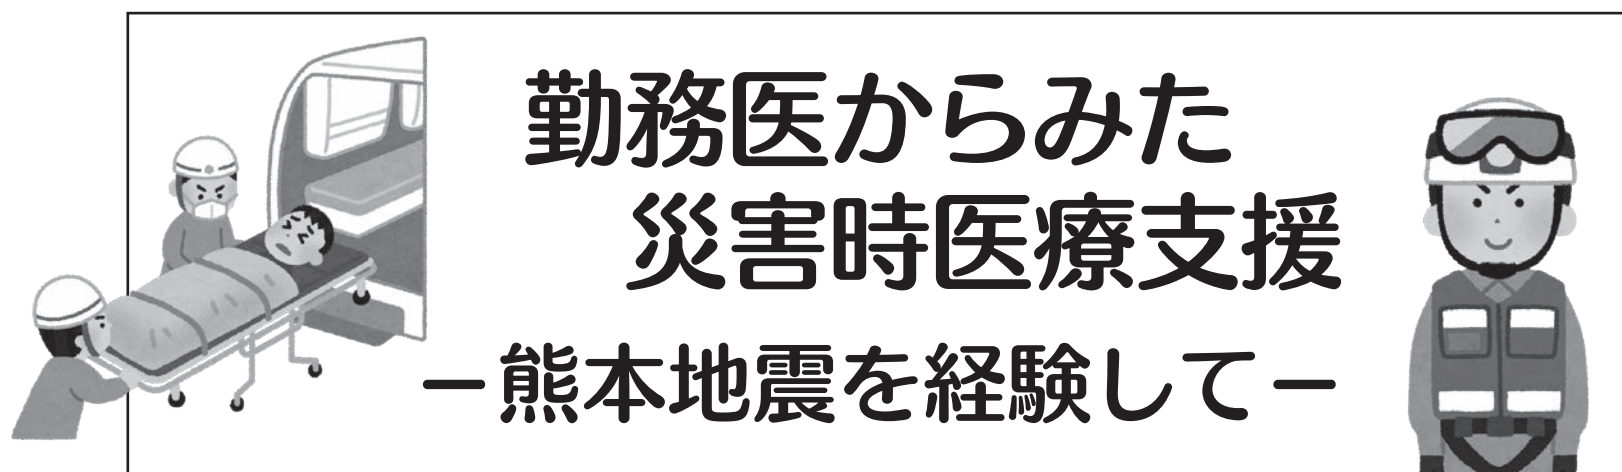 勤務医からみた
災害時医療支援
－熊本地震を経験して－